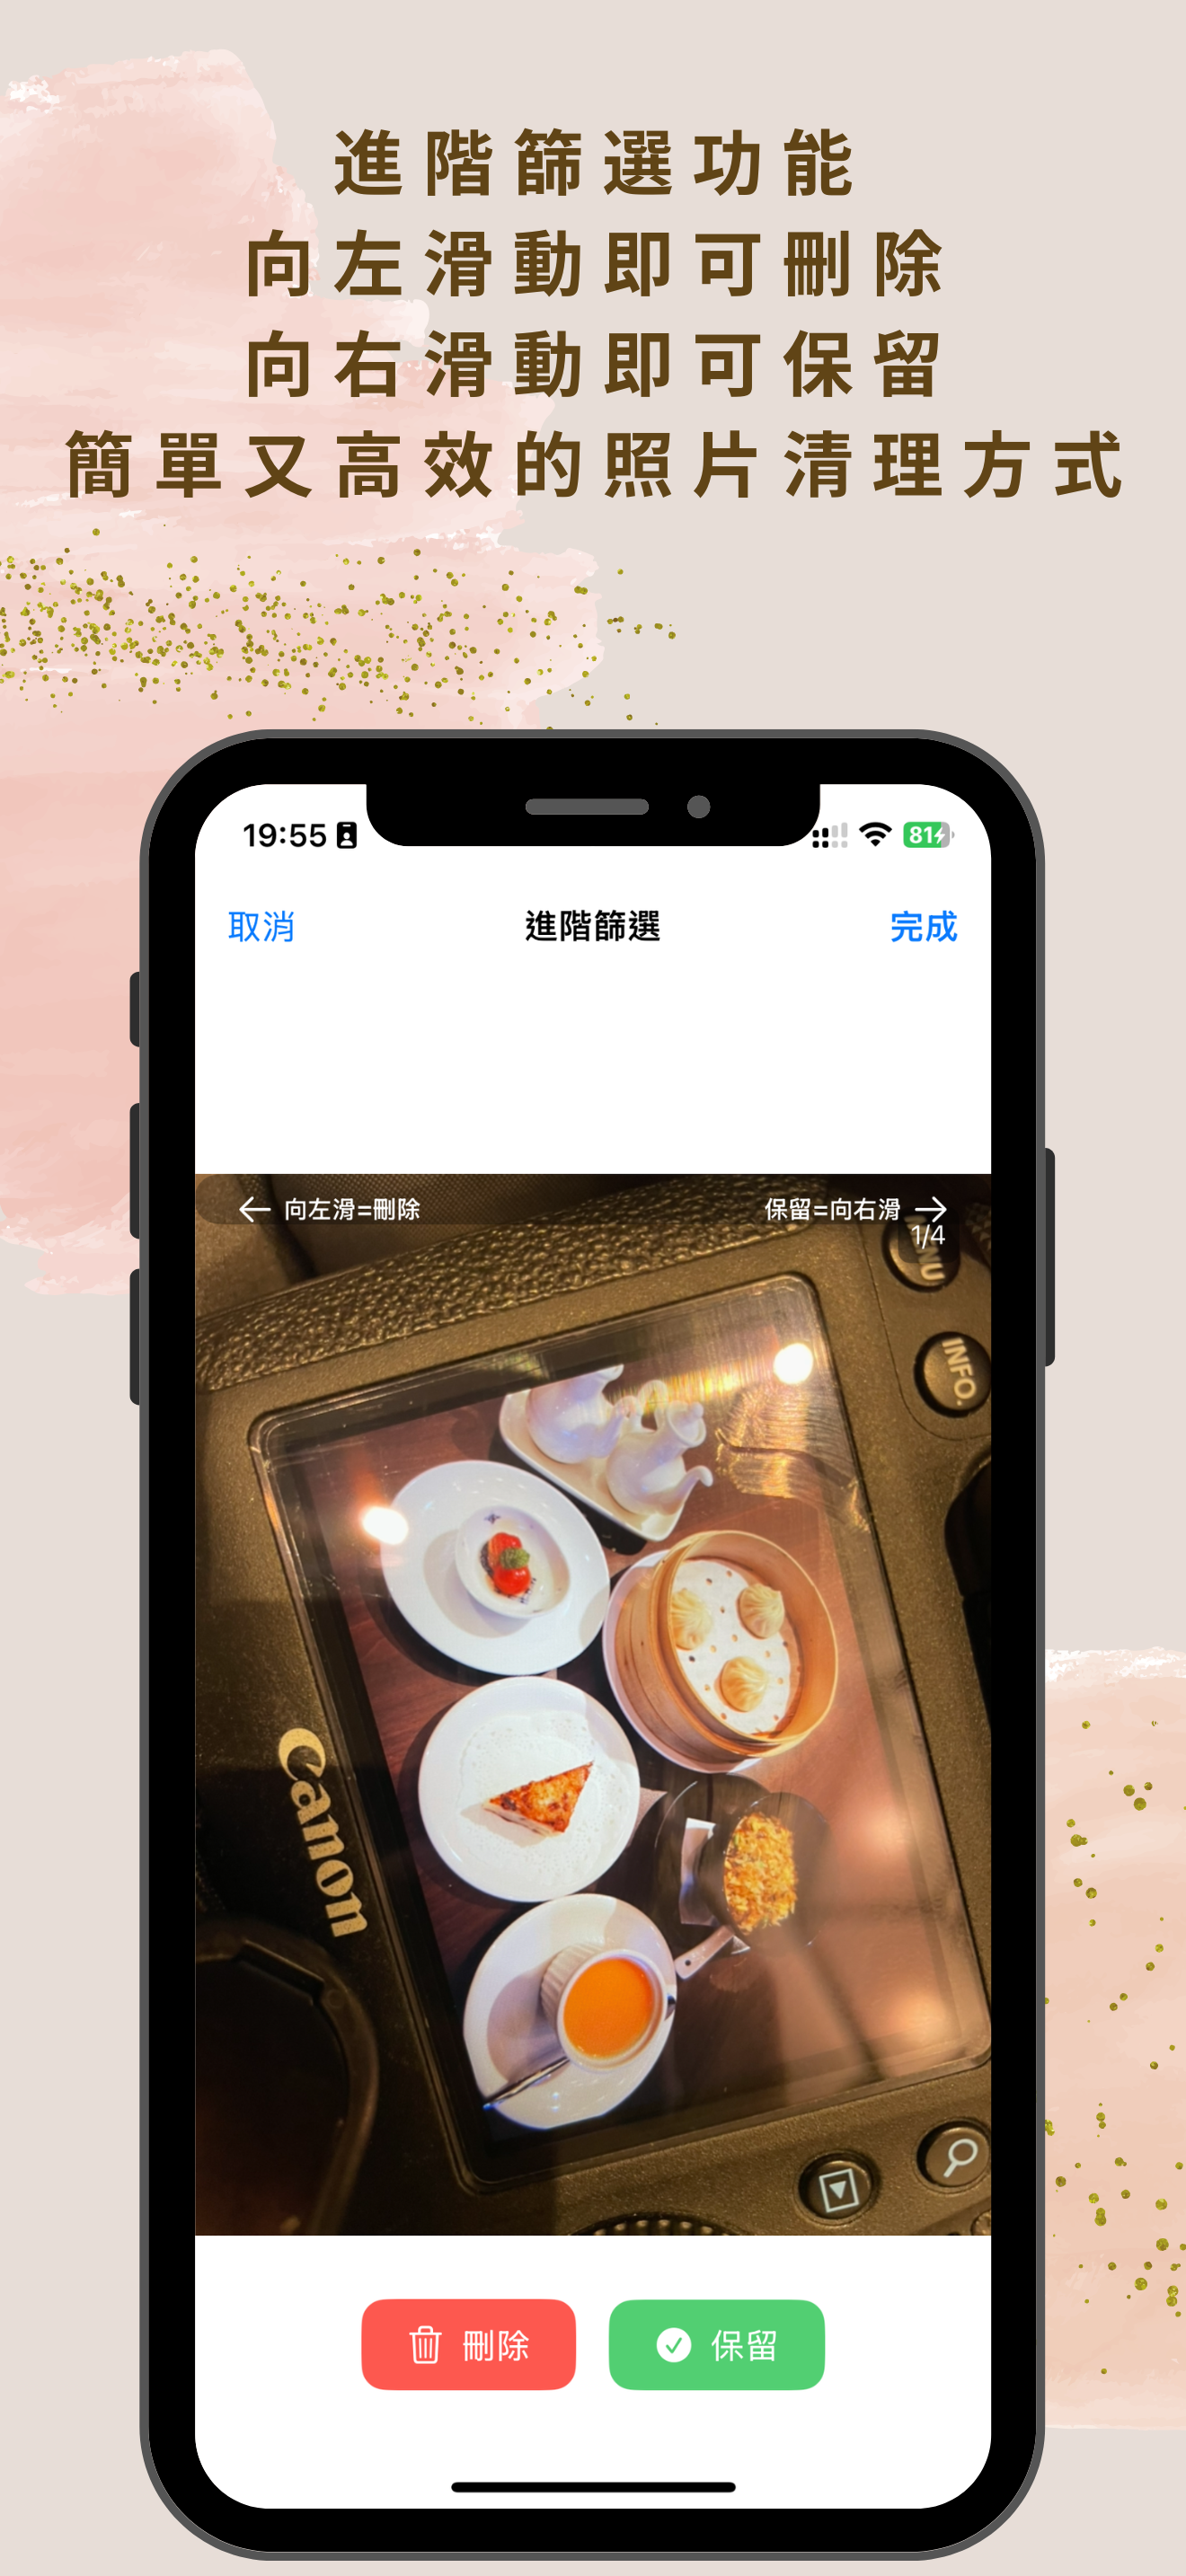 進階篩選功能
向左滑動即可刪除
向右滑動即可保留
簡單又高效的照片清理方式
19:55
81
取消
進階篩選
完成
← 向左滑=刪除
保留=向右滑 →
1/4
INFO.
Canon
刪除
保留